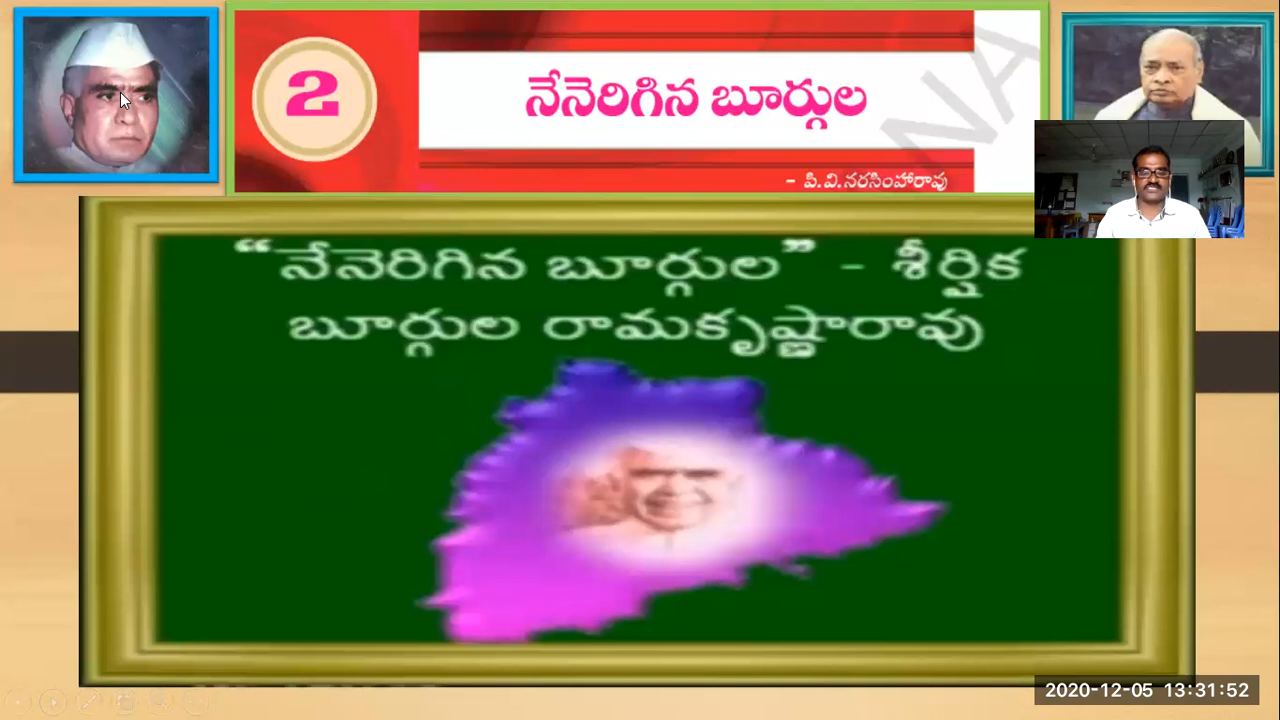 2
నేనెరిగిన బూర్గుల
- పి.వి.నరసింహారావు
“నేనెరిగిన బూర్గుల” - శీర్షిక
బూర్గుల రామకృష్ణారావు
2020-12-05 13:31:52